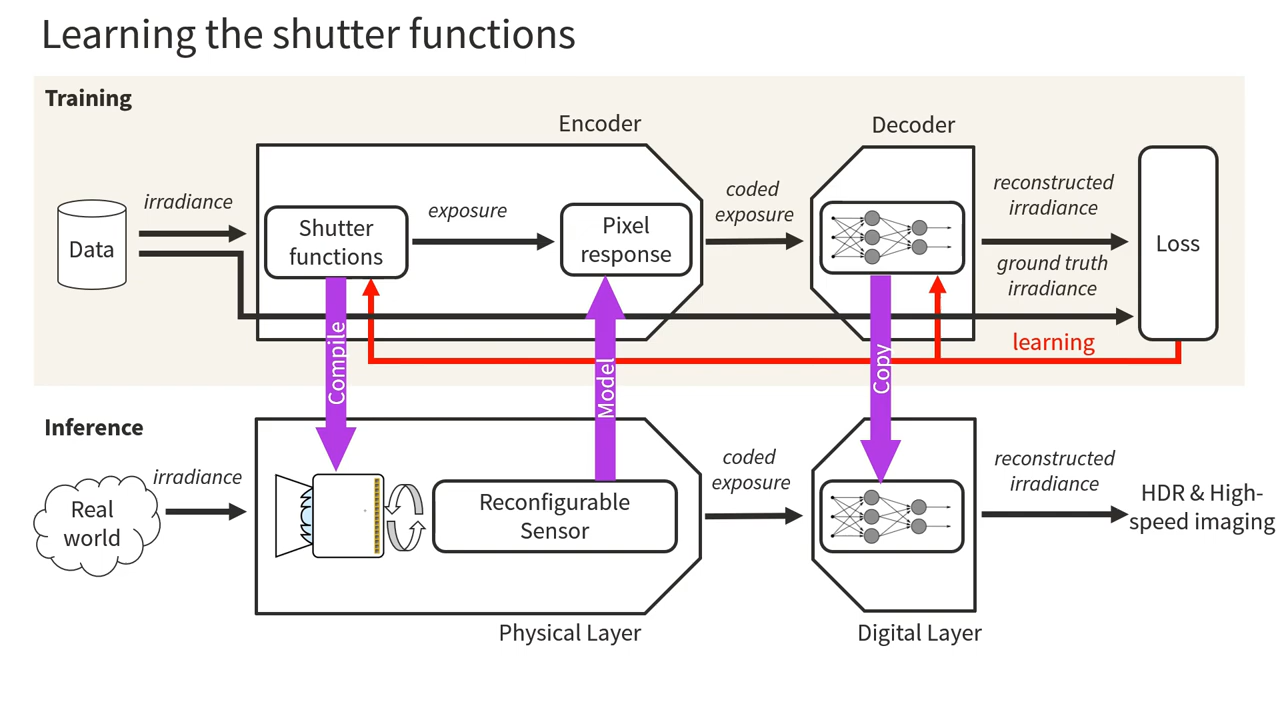 Learning the shutter functions
Training
Encoder
Decoder
irradiance
exposure
coded
exposure
reconstructed
irradiance
Data
Shutter
functions
Pixel
response
Loss
ground truth
irradiance
learning
Compile
Model
Copy
Inference
irradiance
coded
exposure
reconstructed
irradiance
Real
world
Reconfigurable
Sensor
HDR & High-
speed imaging
Physical Layer
Digital Layer